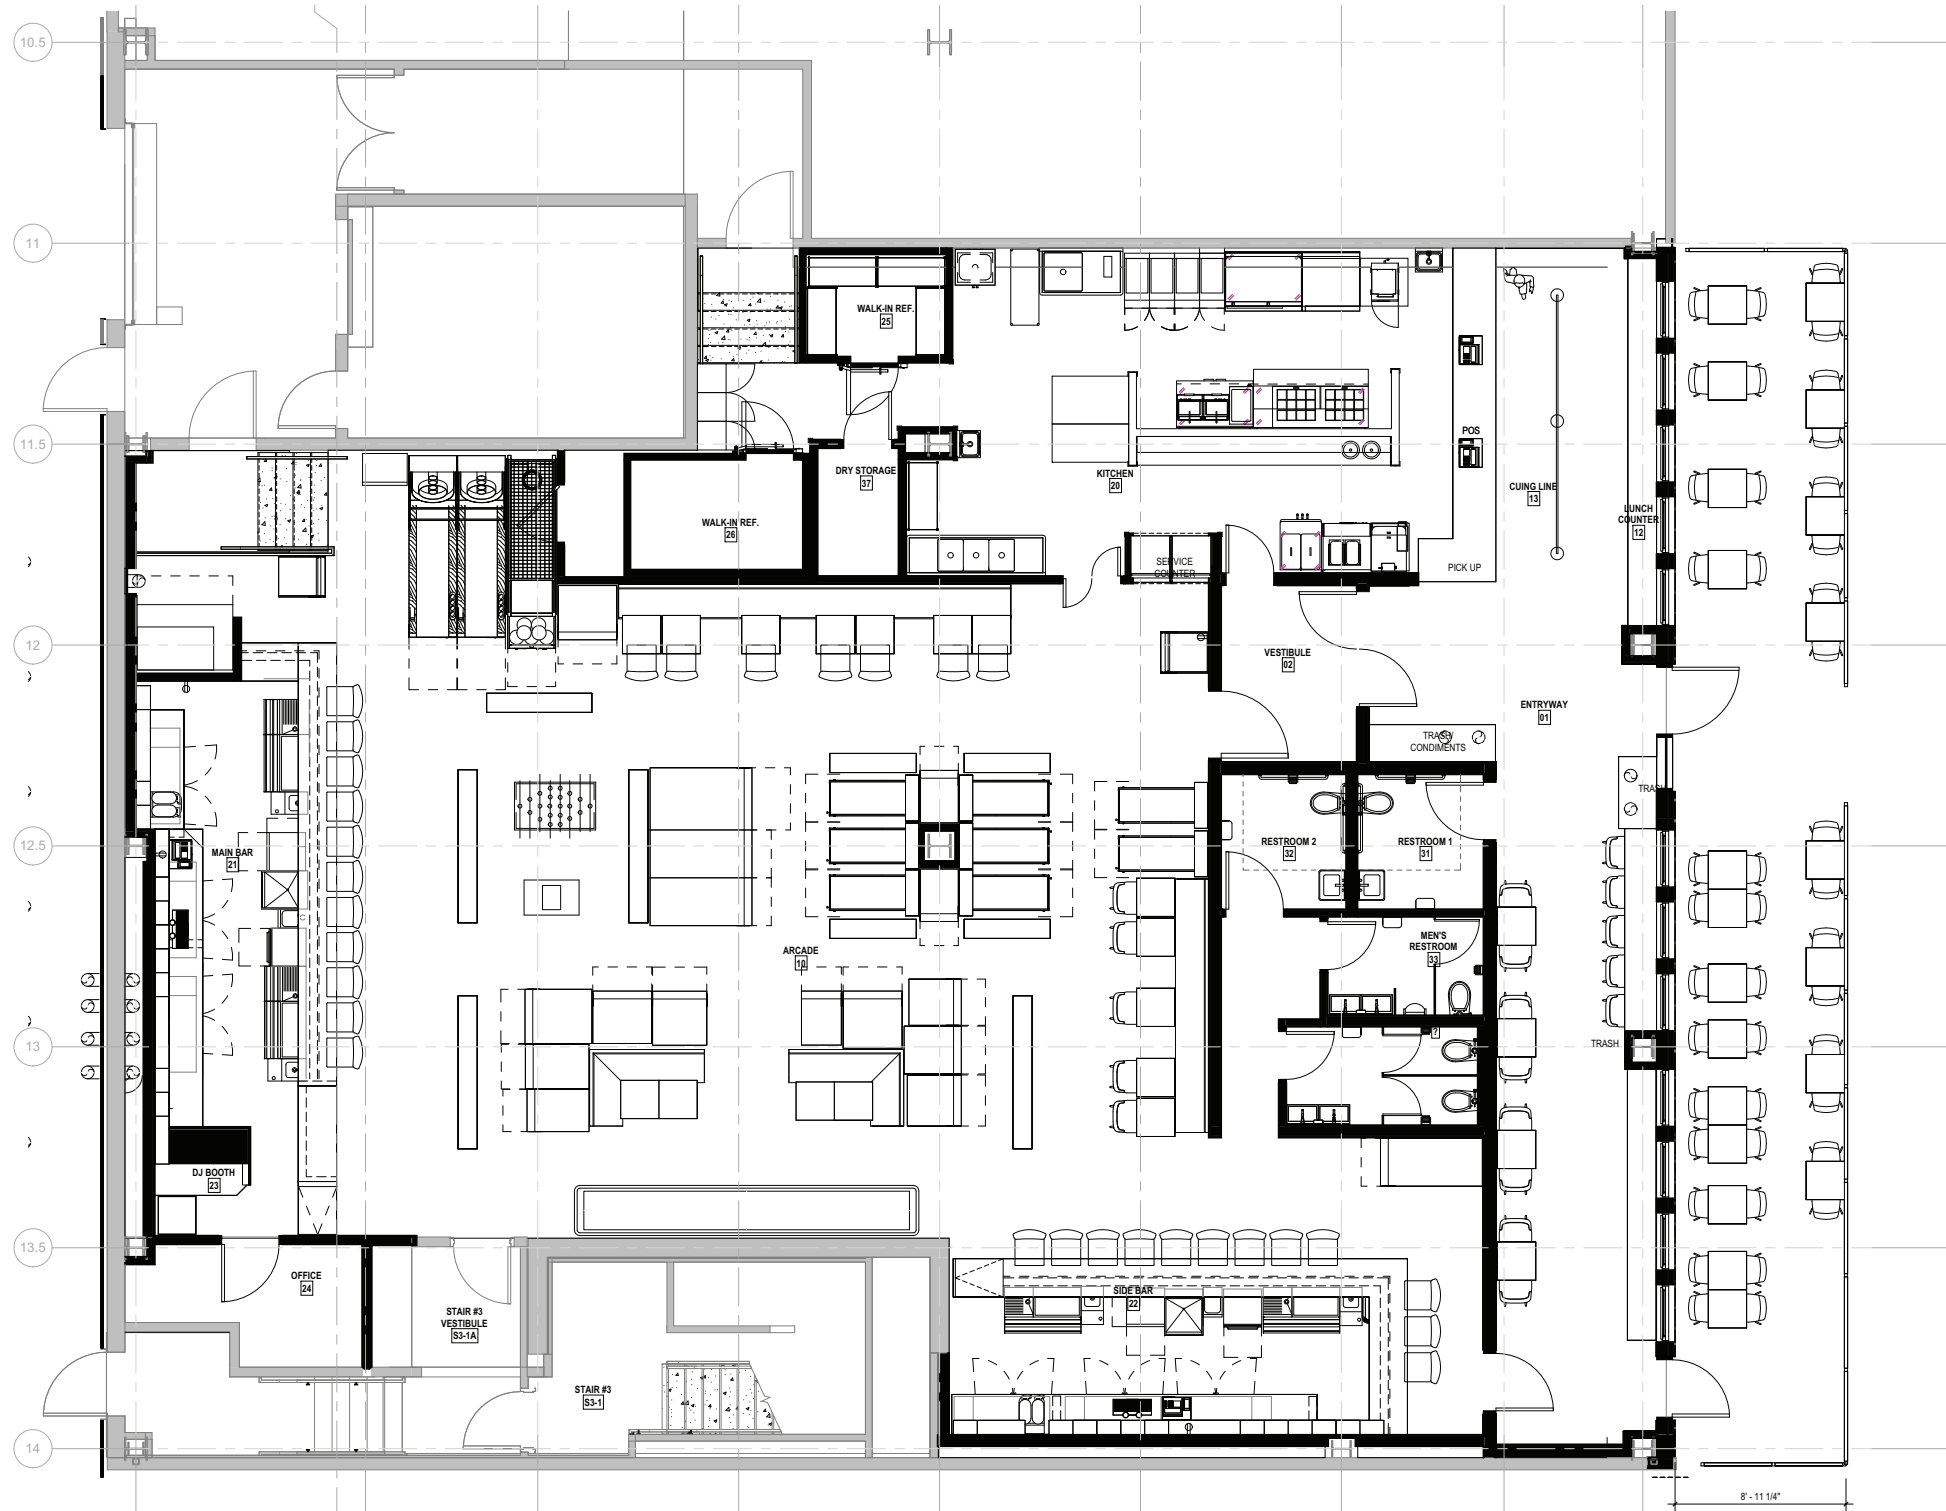 10.5
11
WALK-IN REF.
25
11.5
POS
DRY STORAGE
37
KITCHEN
20
CUING LINE
13
LUNCH
COUNTER
12
WALK-IN REF.
26
SERVICE
COUNTER
PICK UP
12
VESTIBULE
02
ENTRYWAY
01
TRASH/
CONDIMENTS
TRASH
12.5
MAIN BAR
21
RESTROOM 2
32
RESTROOM 1
31
MEN'S
RESTROOM
33
ARCADE
10
?
13
TRASH
DJ BOOTH
23
13.5
OFFICE
24
SIDE BAR
22
STAIR #3
VESTIBULE
S3-1A
STAIR #3
S3-1
14
8' - 11 1/4"